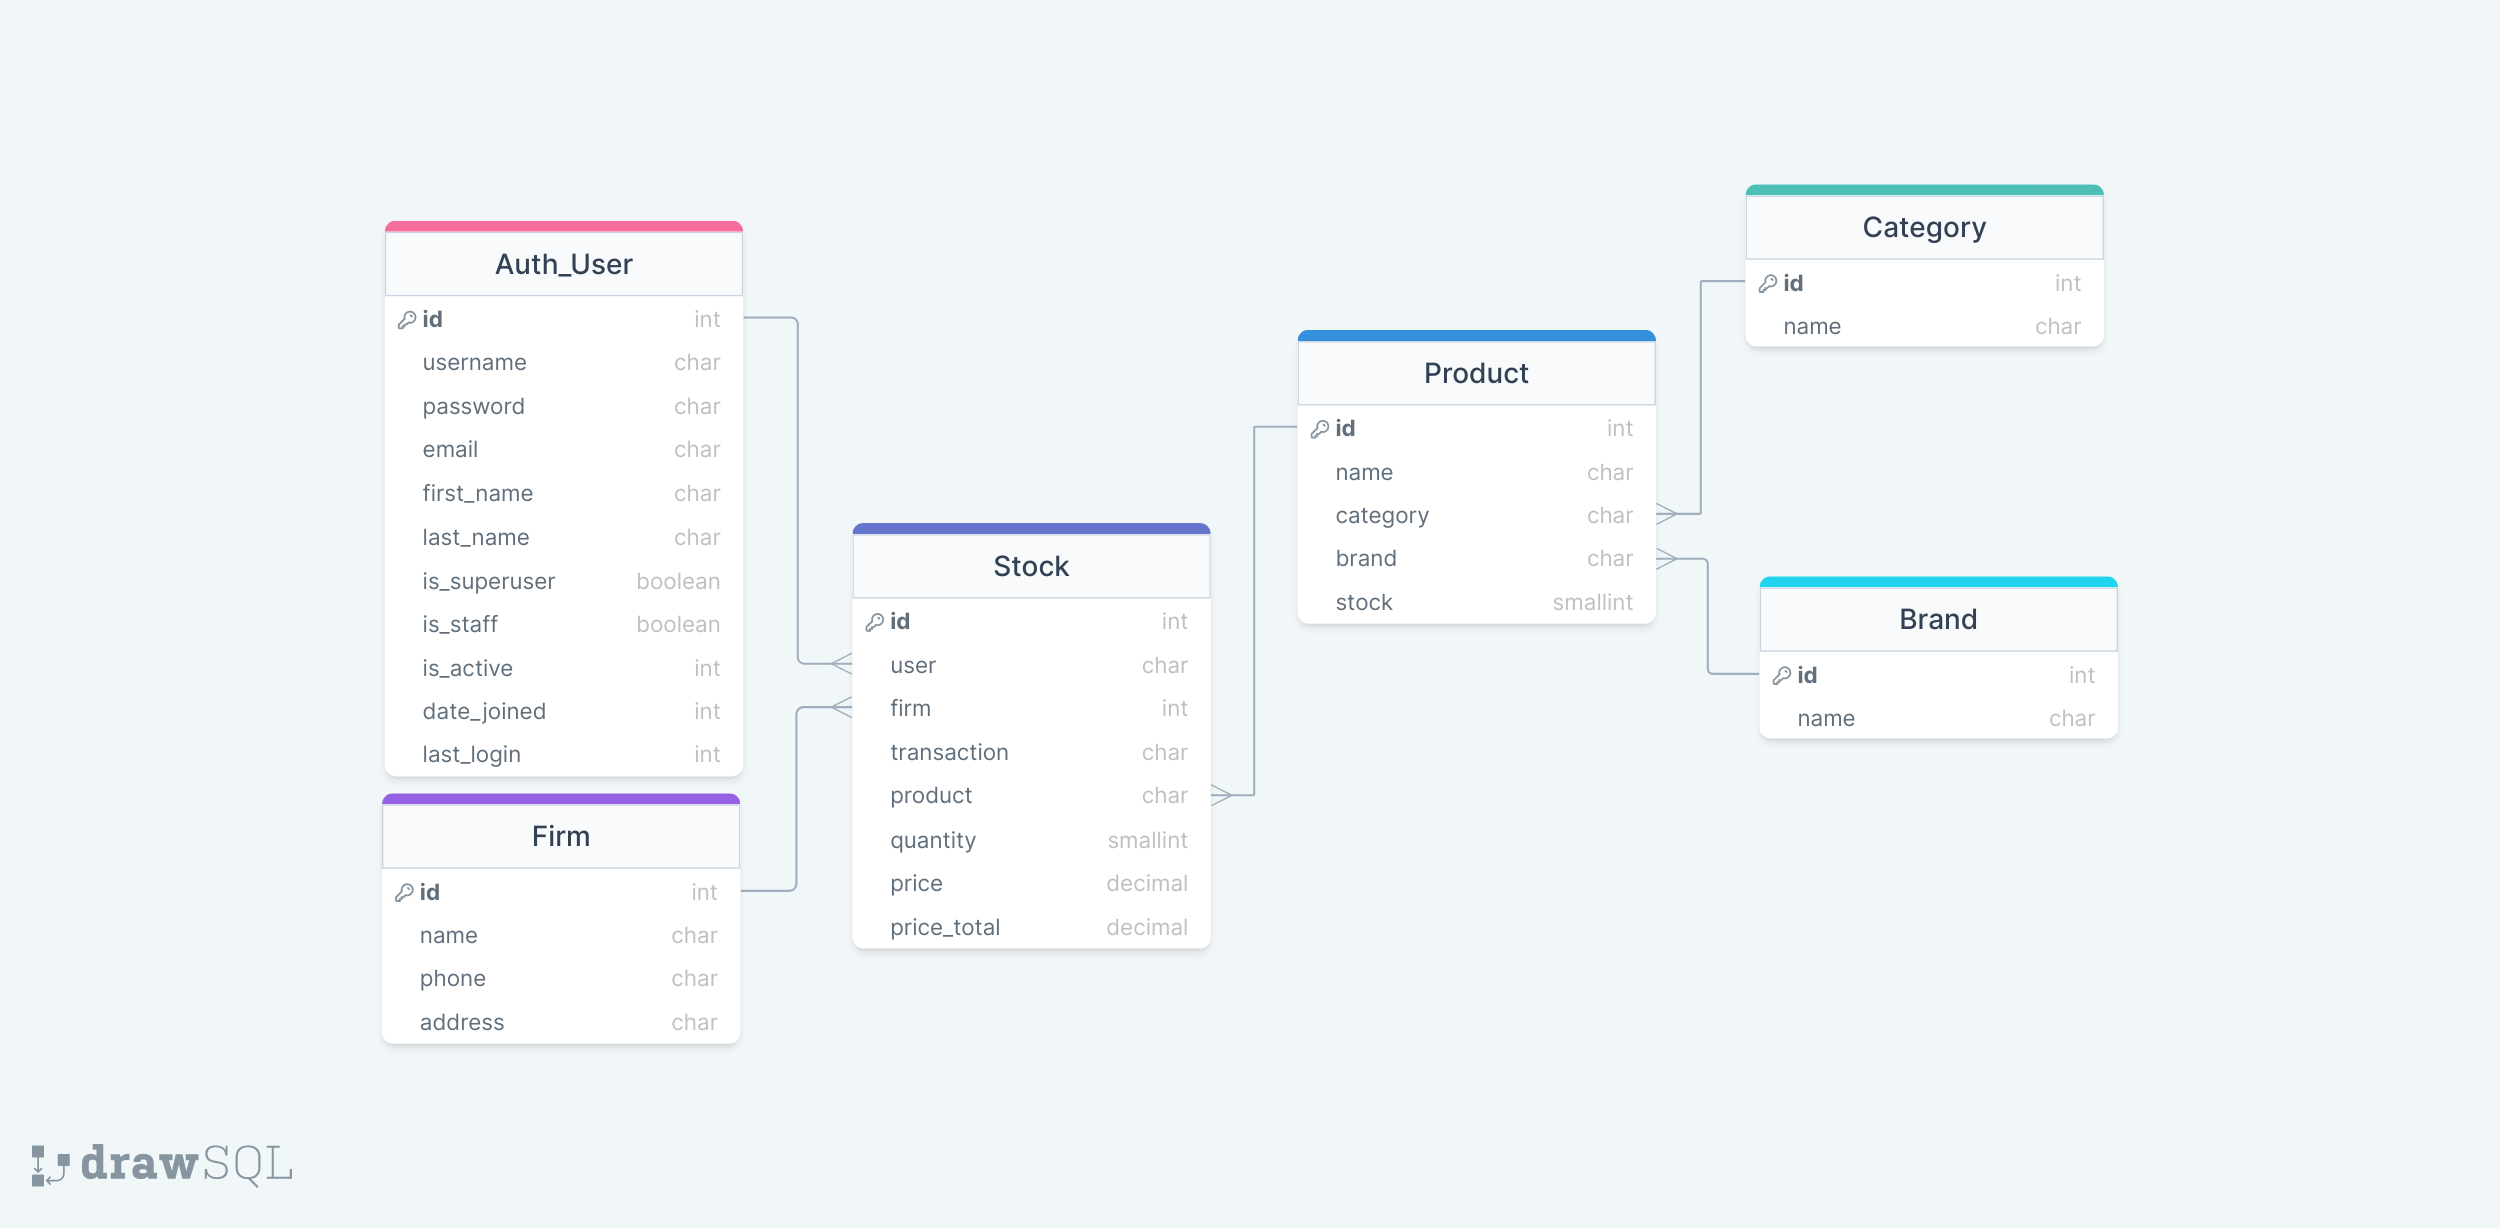 Auth_User
id int
username char
password char
email char
first_name char
last_name char
is_superuser boolean
is_staff boolean
is_active int
date_joined int
last_login int
Firm
id int
name char
phone char
address char
Stock
id int
user char
firm int
transaction char
product char
quantity smallint
price decimal
price_total decimal
Product
id int
name char
category char
brand char
stock smallint
Category
id int
name char
Brand
id int
name char
drawSQL